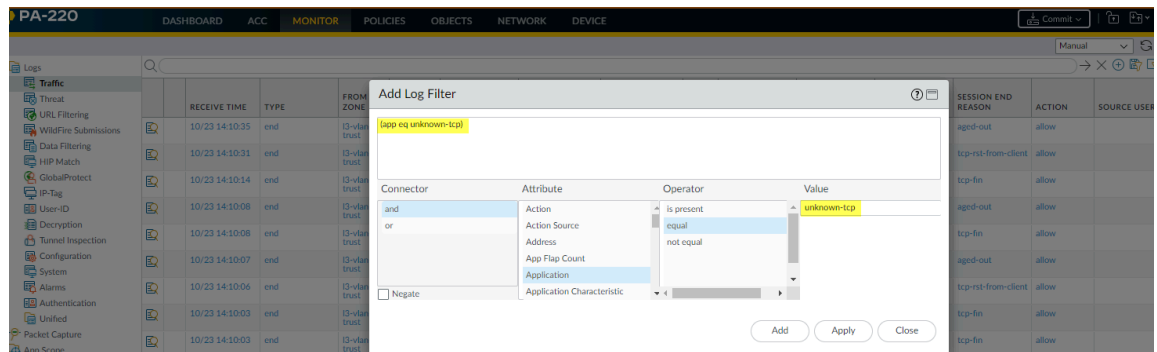 PA-220 DASHBOARD ACC MONITOR POLICIES OBJECTS NETWORK DEVICE Commit
Manual
Logs
Traffic
Threat
URL Filtering
WildFire Submissions
Data Filtering
HIP Match
GlobalProtect
IP-Tag
User-ID
Decryption
Tunnel Inspection
Configuration
System
Alarms
Authentication
Unified
Packet Capture
App Scope
RECEIVE TIME TYPE FROM ZONE SESSION END REASON ACTION SOURCE USER
10/23 14:10:35 end l3-vlan trust aged-out allow
10/23 14:10:31 end l3-vlan trust tcp-rst-from-client allow
10/23 14:10:14 end l3-vlan trust tcp-fin allow
10/23 14:10:08 end l3-vlan trust aged-out allow
10/23 14:10:08 end l3-vlan trust tcp-fin allow
10/23 14:10:07 end l3-vlan trust aged-out allow
10/23 14:10:06 end l3-vlan trust tcp-rst-from-client allow
10/23 14:10:03 end l3-vlan trust tcp-fin allow
10/23 14:10:03 end l3-vlan trust tcp-fin allow
Add Log Filter
(app eq unknown-tcp)
Connector Attribute Operator Value
and Action is present unknown-tcp
or Action Source equal
Address not equal
App Flap Count
Application
Negate Application Characteristic
Add Apply Close